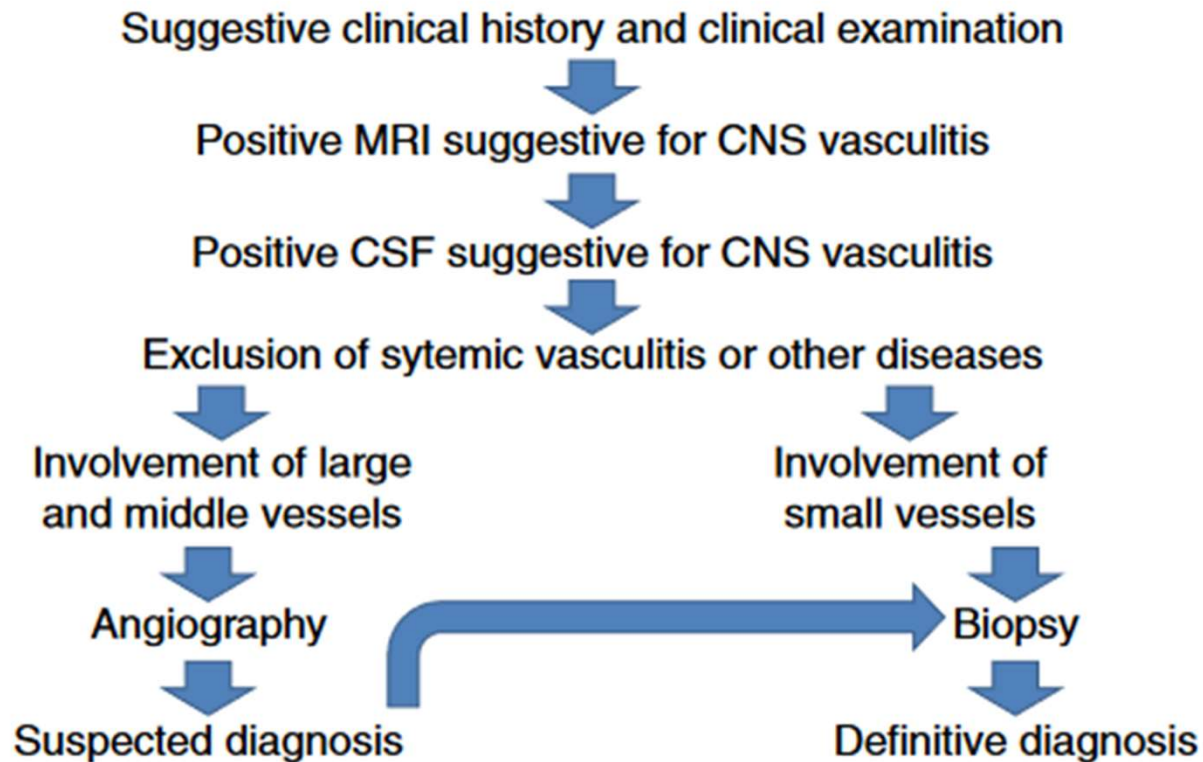 Suggestive clinical history and clinical examination
Positive MRI suggestive for CNS vasculitis
Positive CSF suggestive for CNS vasculitis
Exclusion of sytemic vasculitis or other diseases
Involvement of large
and middle vessels
Involvement of
small vessels
Angiography
Biopsy
Suspected diagnosis
Definitive diagnosis